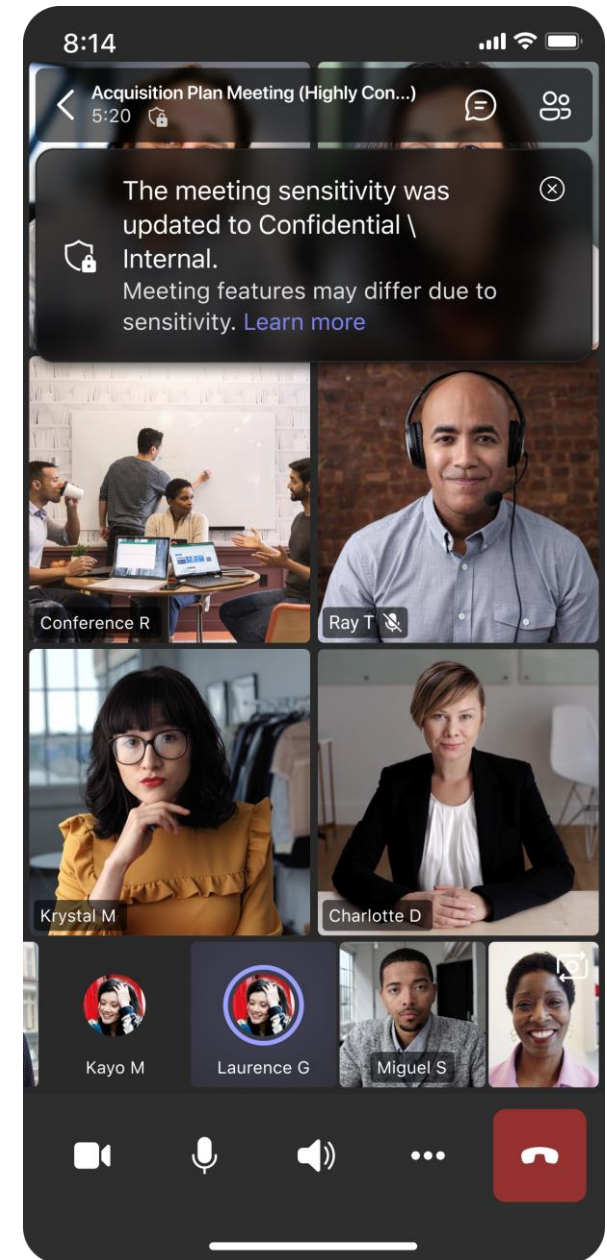 8:14
Acquisition Plan Meeting (Highly Con...)
5:20
The meeting sensitivity was
updated to Confidential \
Internal.
Meeting features may differ due to
sensitivity. Learn more
Conference R
Ray T
Krystal M
Charlotte D
Kayo M
Laurence G
Miguel S